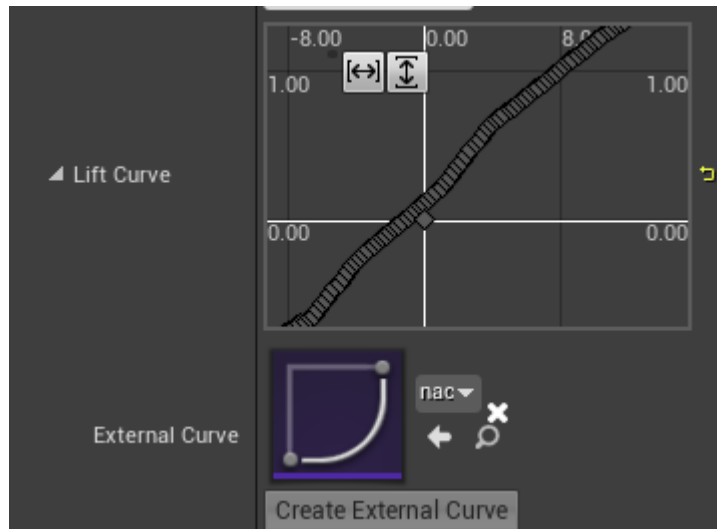 -8.00 0.00 8.0
1.00 1.00
Lift Curve
0.00 0.00
nac
External Curve
Create External Curve